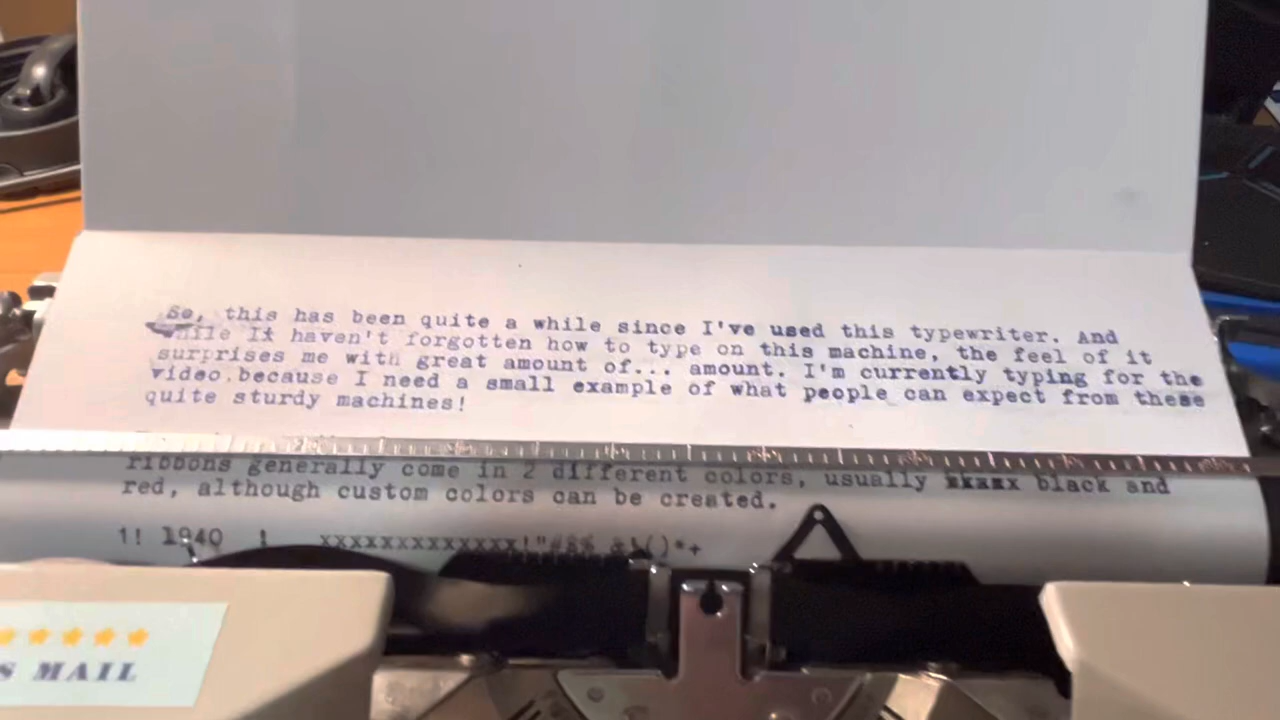 So, this has been quite a while since I've used this typewriter. And
while It haven't forgotten how to type on this machine, the feel of it
surprises me with great amount of... amount. I'm currently typing for the
video.because I need a small example of what people can expect from these
quite sturdy machines!
ribbons generally come in 2 different colors, usually xxxxx black and
red, although custom colors can be created.
1! 1940 ! xxxxxxxxxxxxx!"#$% &'()*+
S MAIL